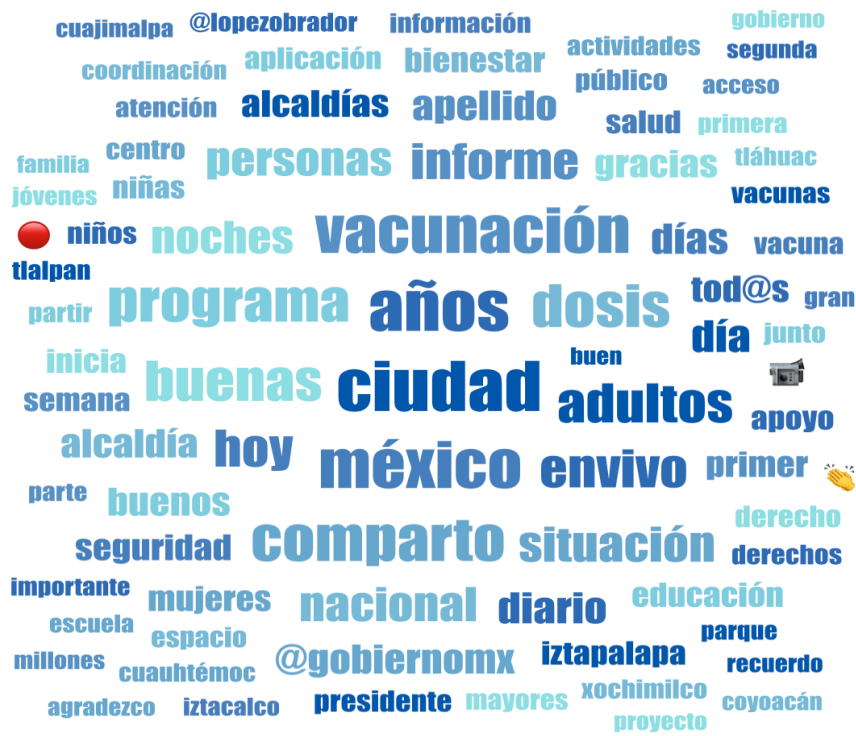 cuajimalpa @lopezobrador información gobierno
coordinación aplicación bienestar actividades segunda
público acceso
atención alcaldías apellido salud primera
familia centro personas informe gracias tláhuac
jóvenes niñas vacunas
niños noches vacunación días vacuna
tlalpan
partir programa años dosis tod@s gran
día junto
inicia buenas ciudad buen
semana adultos apoyo
alcaldía hoy méxico envivo primer
parte buenos
seguridad comparto situación derecho
derechos
importante mujeres nacional diario educación
escuela espacio parque
millones cuauhtémoc @gobiernomx iztapalapa recuerdo
agradezco iztacalco presidente mayores xochimilco coyoacán
proyecto